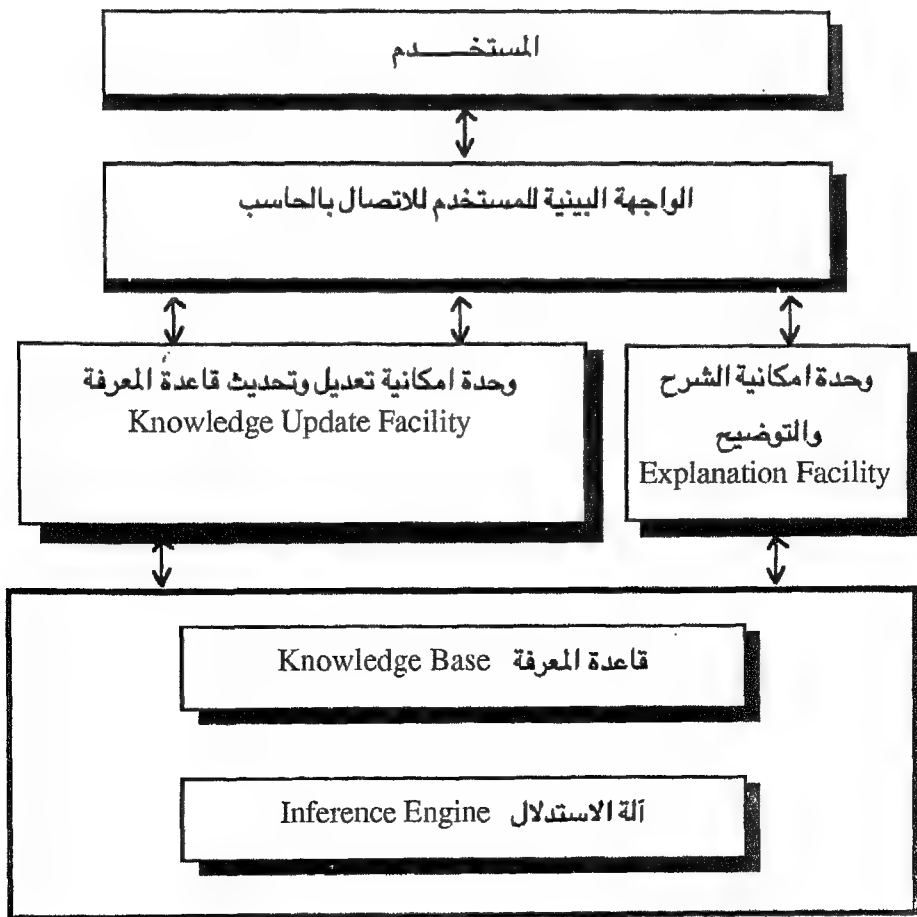 المستخـــــدم
الواجهة البينية للمستخدم للاتصال بالحاسب
وحدة امكانية الشرح
والتوضيح
Explanation Facility
وحدة امكانية تعديل وتحديث قاعدة المعرفة
Knowledge Update Facility
قاعدة المعرفة Knowledge Base
آلة الاستدلال Inference Engine